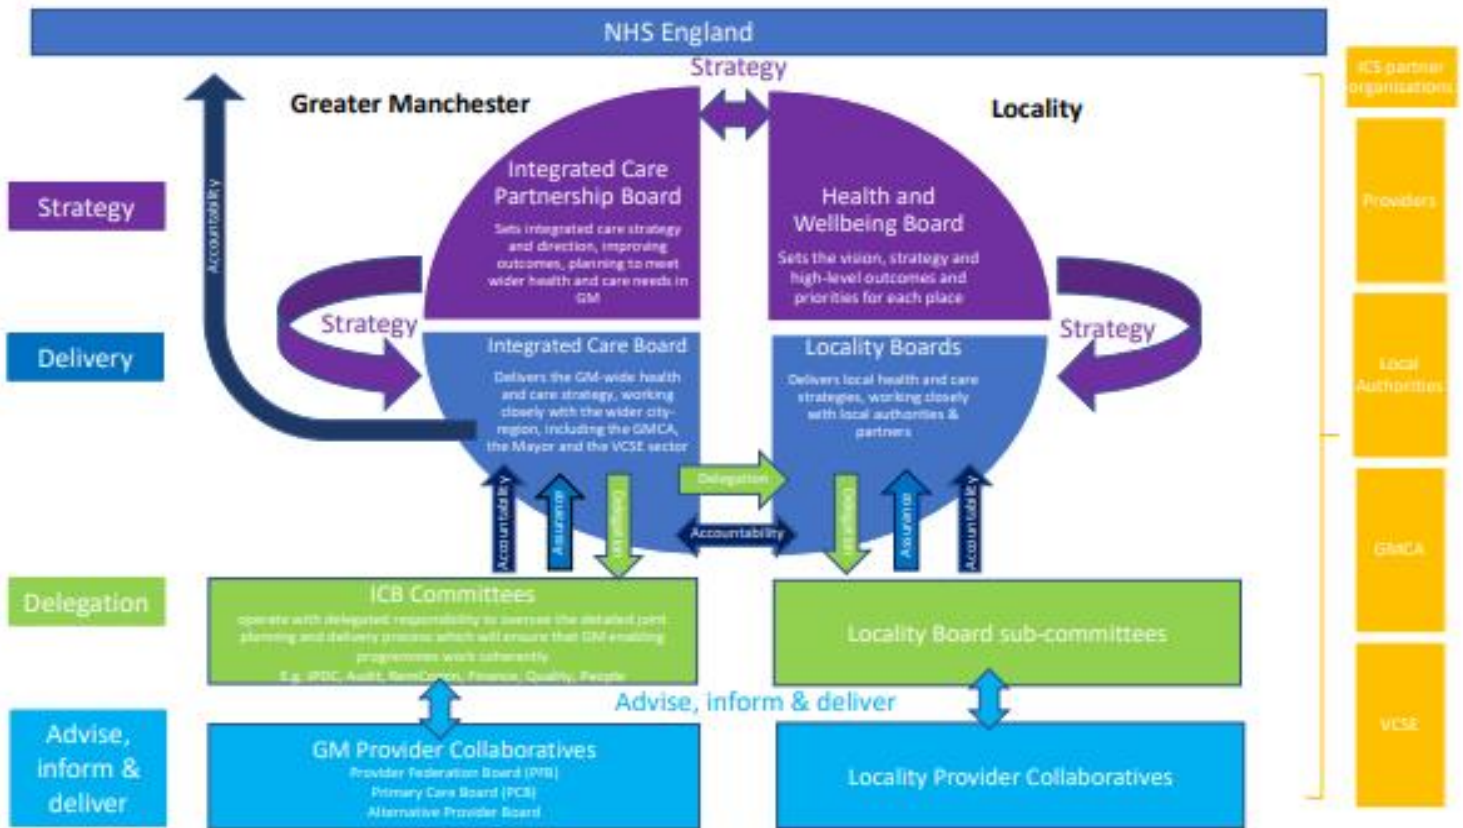 NHS England
Strategy
Greater Manchester
Locality
ICS partner
organisations
Strategy
Accountability
Integrated Care
Partnership Board
Sets integrated care strategy
and direction, improving
outcomes, planning to meet
wider health and care needs in
GM
Health and
Wellbeing Board
Sets the vision, strategy and
high-level outcomes and
priorities for each place
Providers
Strategy
Strategy
Delivery
Integrated Care Board
Delivers the GM-wide health
and care strategy, working
closely with the wider city-
region, including the GMCA,
the Mayor and the VCSE sector
Locality Boards
Delivers local health and care
strategies, working closely
with local authorities &
partners
Local
Authorities
Accountability
Assurance
Delegation
Delegation
Accountability
Delegation
Assurance
Accountability
GMCA
Delegation
ICB Committees
operate with delegated responsibility to oversee the detailed joint
planning and delivery process which will ensure that GM enabling
programmes work coherently
E.g. JPDC, Audit, RemComm, Finance, Quality, People
Locality Board sub-committees
Advise, inform & deliver
VCSE
Advise,
inform &
deliver
GM Provider Collaboratives
Provider Federation Board (PFB)
Primary Care Board (PCB)
Alternative Provider Board
Locality Provider Collaboratives